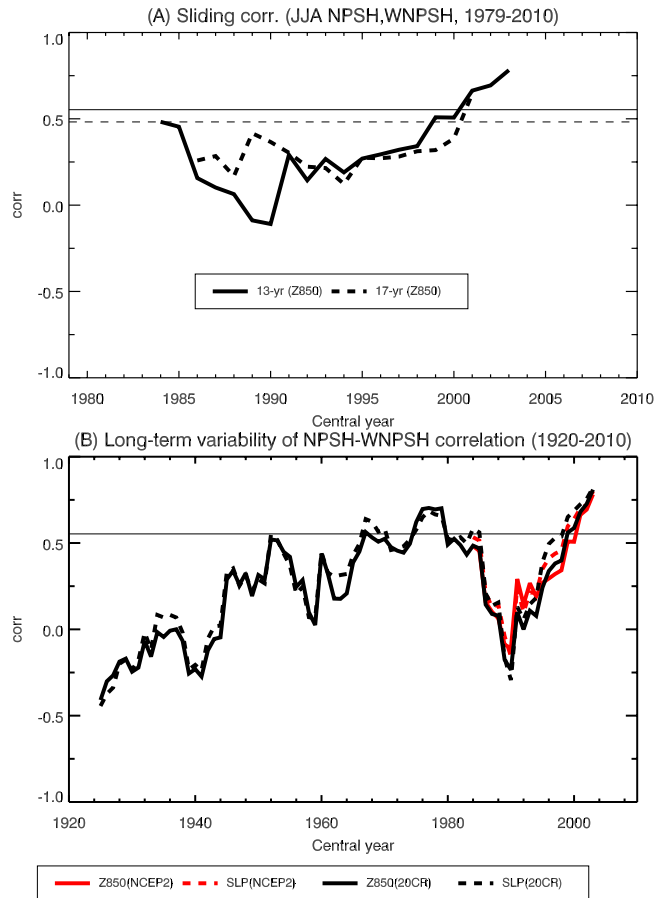 (A) Sliding corr. (JJA NPSH,WNPSH, 1979-2010)
1.0
0.5
0.0
-0.5
-1.0
corr
13-yr (Z850)
17-yr (Z850)
1980 1985 1990 1995 2000 2005 2010
Central year
(B) Long-term variability of NPSH-WNPSH correlation (1920-2010)
1.0
0.5
0.0
-0.5
-1.0
corr
1920 1940 1960 1980 2000
Central year
Z850(NCEP2) SLP(NCEP2) Z850(20CR) SLP(20CR)